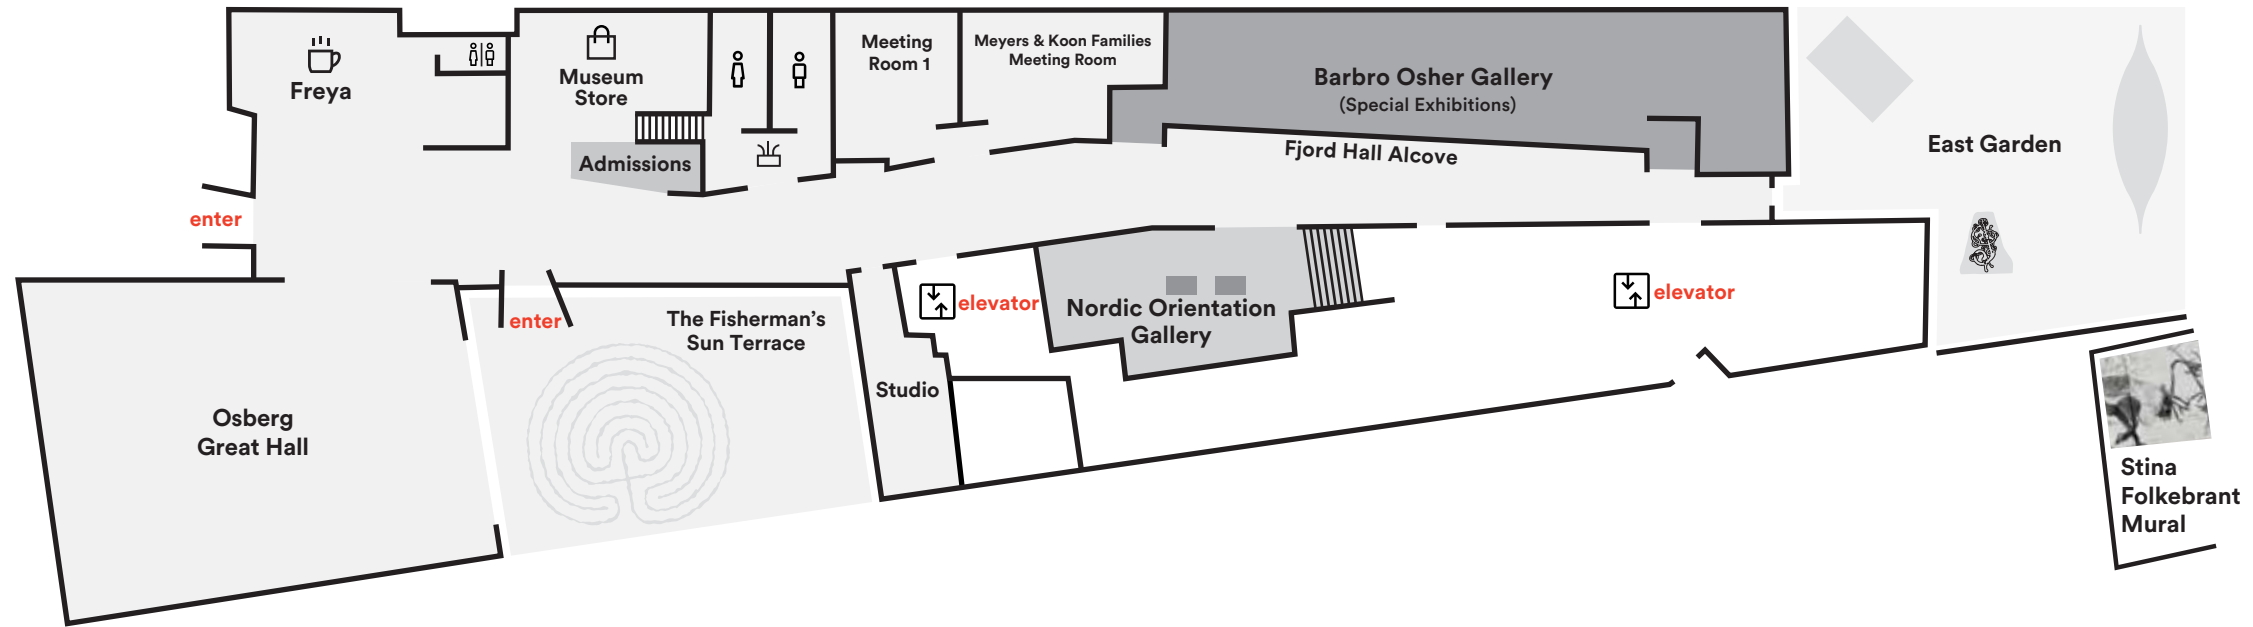 Freya
Museum
Store
Admissions
Meeting
Room 1
Meyers & Koon Families
Meeting Room
Barbro Osher Gallery
(Special Exhibitions)
Fjord Hall Alcove
East Garden
enter
enter
The Fisherman's
Sun Terrace
elevator
Nordic Orientation
Gallery
elevator
Studio
Osberg
Great Hall
Stina
Folkebrant
Mural